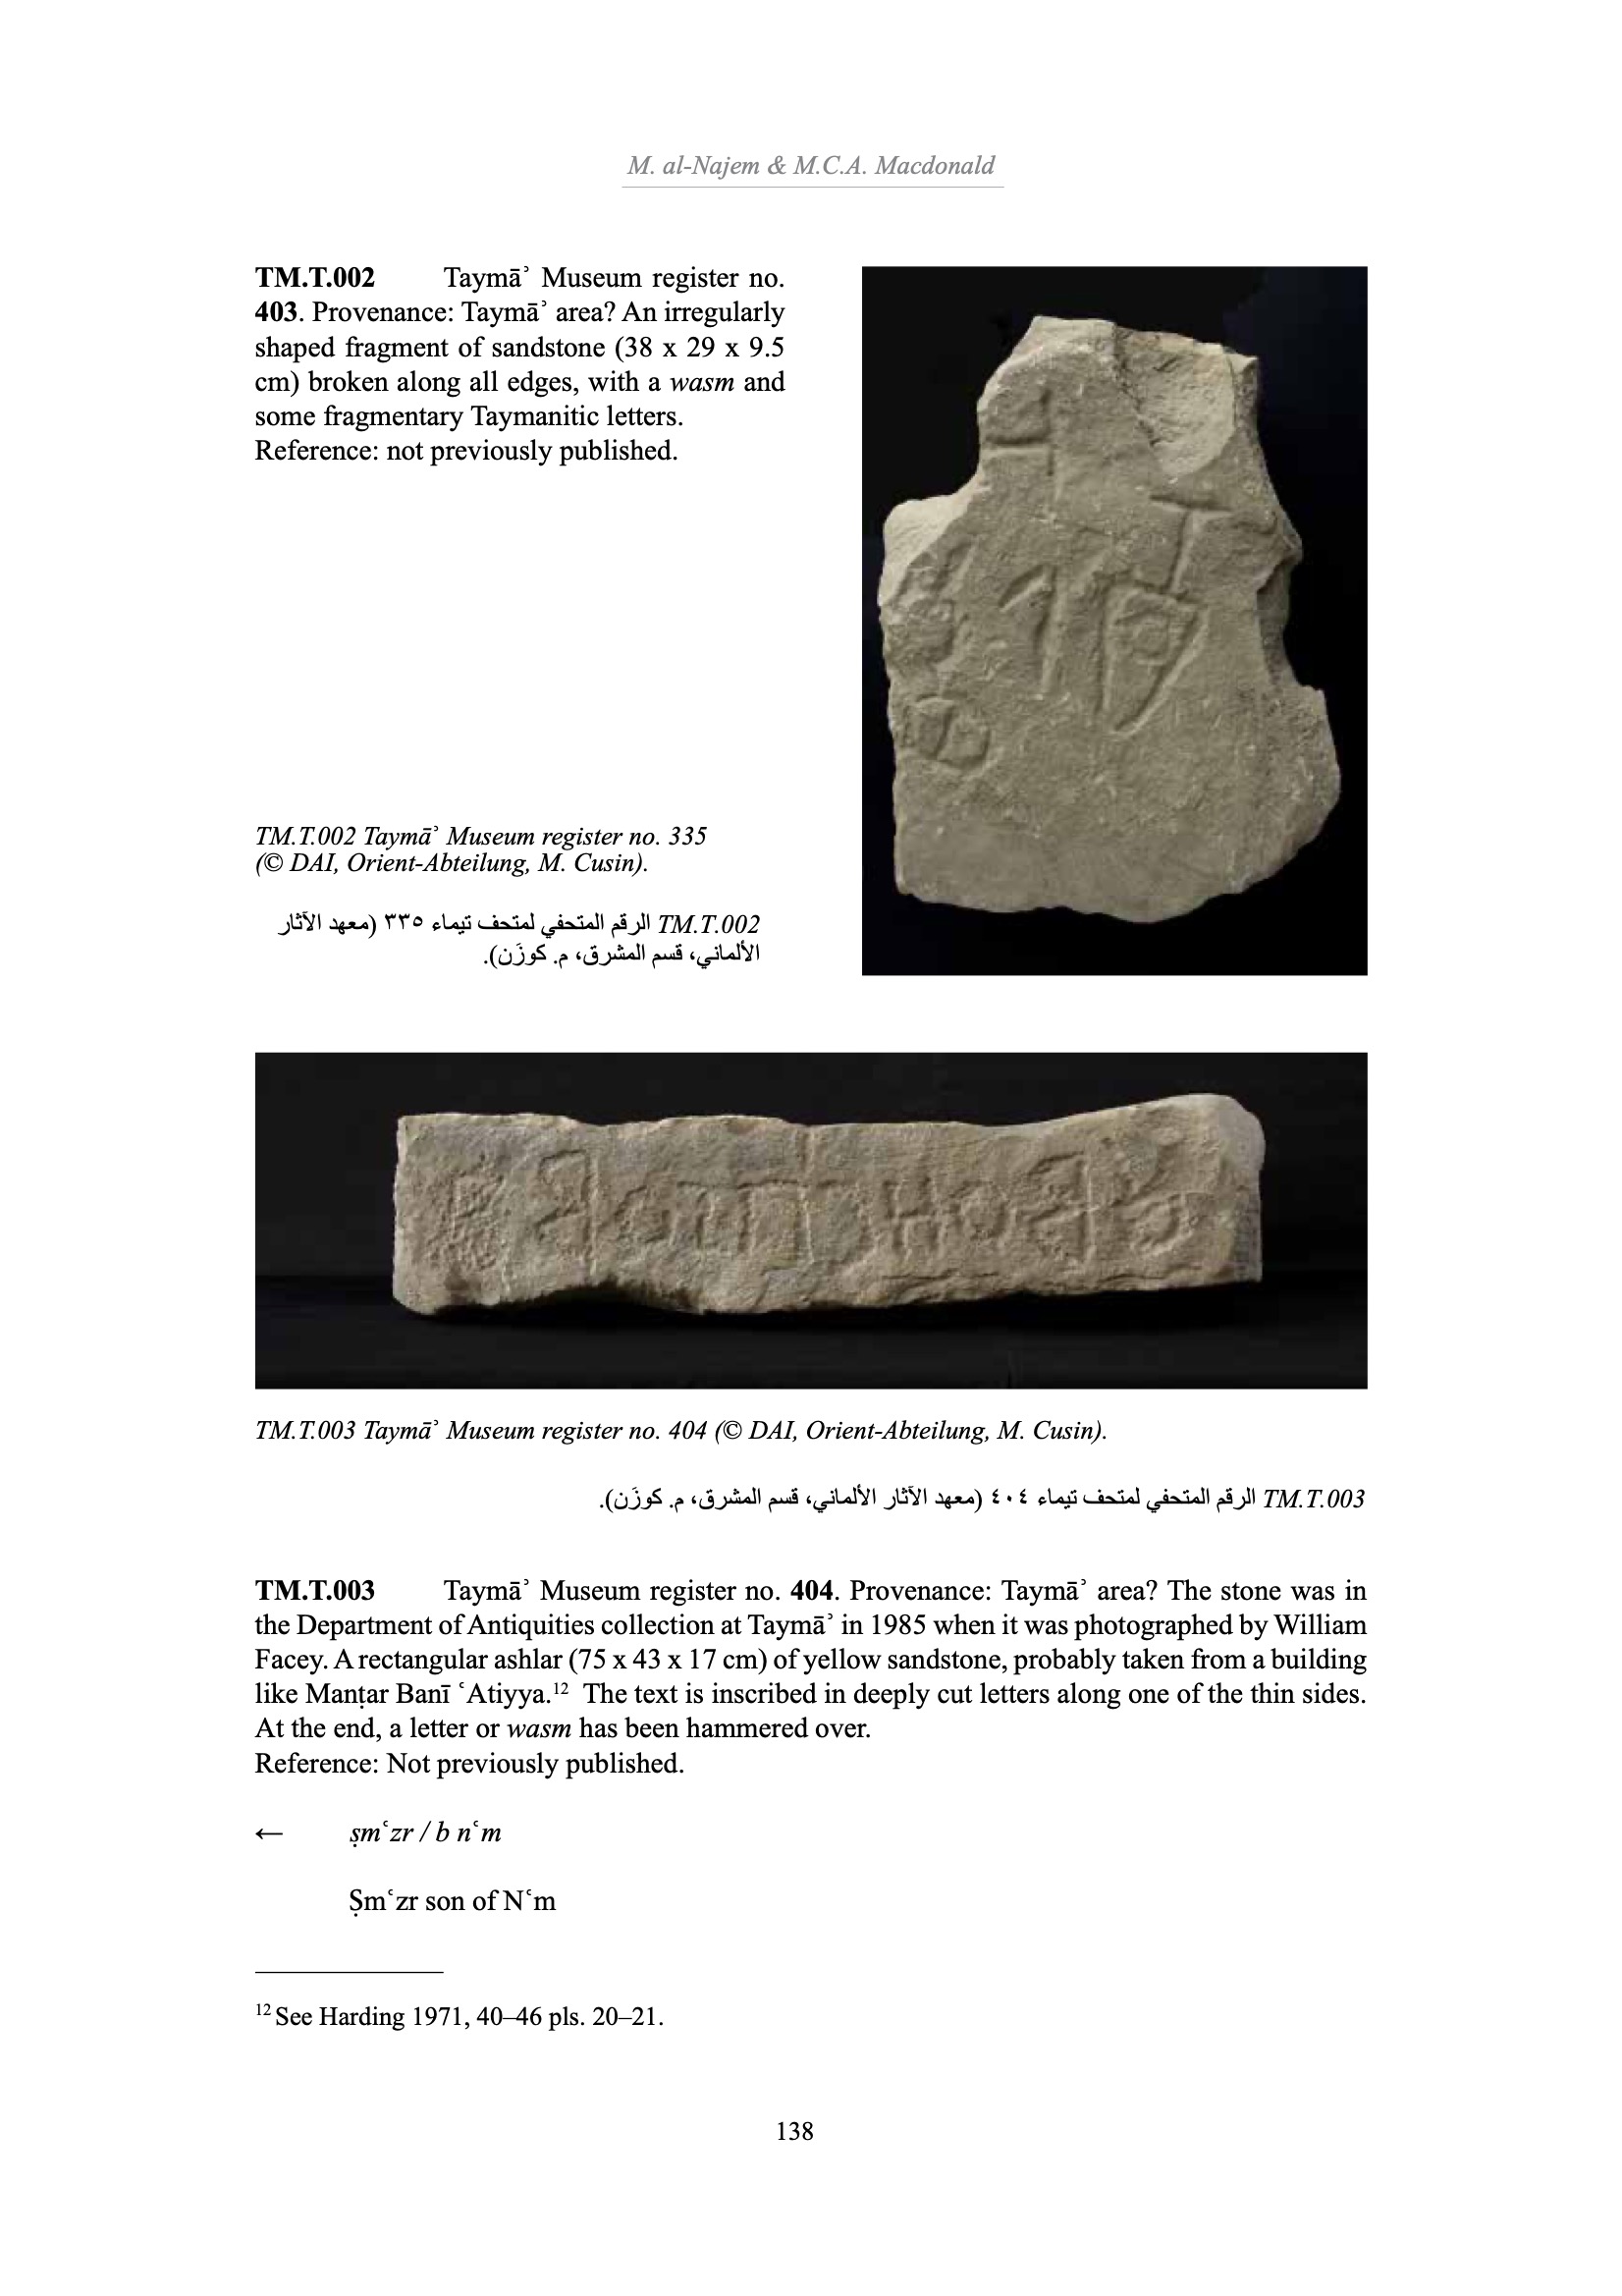 M. al-Najem & M.C.A. Macdonald
TM.T.002 Taymāʾ Museum register no.
403. Provenance: Taymāʾ area? An irregularly
shaped fragment of sandstone (38 x 29 x 9.5
cm) broken along all edges, with a wasm and
some fragmentary Taymanitic letters.
Reference: not previously published.
TM.T.002 Taymāʾ Museum register no. 335
(© DAI, Orient-Abteilung, M. Cusin).
TM.T.002 الرقم المتحفي لمتحف تيماء ٣٣٥ (معهد الآثار
الألماني، قسم المشرق، م. كوزَن).
TM.T.003 Taymāʾ Museum register no. 404 (© DAI, Orient-Abteilung, M. Cusin).
TM.T.003 الرقم المتحفي لمتحف تيماء ٤٠٤ (معهد الآثار الألماني، قسم المشرق، م. كوزَن).
TM.T.003 Taymāʾ Museum register no. 404. Provenance: Taymāʾ area? The stone was in
the Department of Antiquities collection at Taymāʾ in 1985 when it was photographed by William
Facey. A rectangular ashlar (75 x 43 x 17 cm) of yellow sandstone, probably taken from a building
like Manṭar Banī ʿAtiyya.¹² The text is inscribed in deeply cut letters along one of the thin sides.
At the end, a letter or wasm has been hammered over.
Reference: Not previously published.
← ṣmʿzr / b nʿm
Ṣmʿzr son of Nʿm
¹² See Harding 1971, 40–46 pls. 20–21.
138